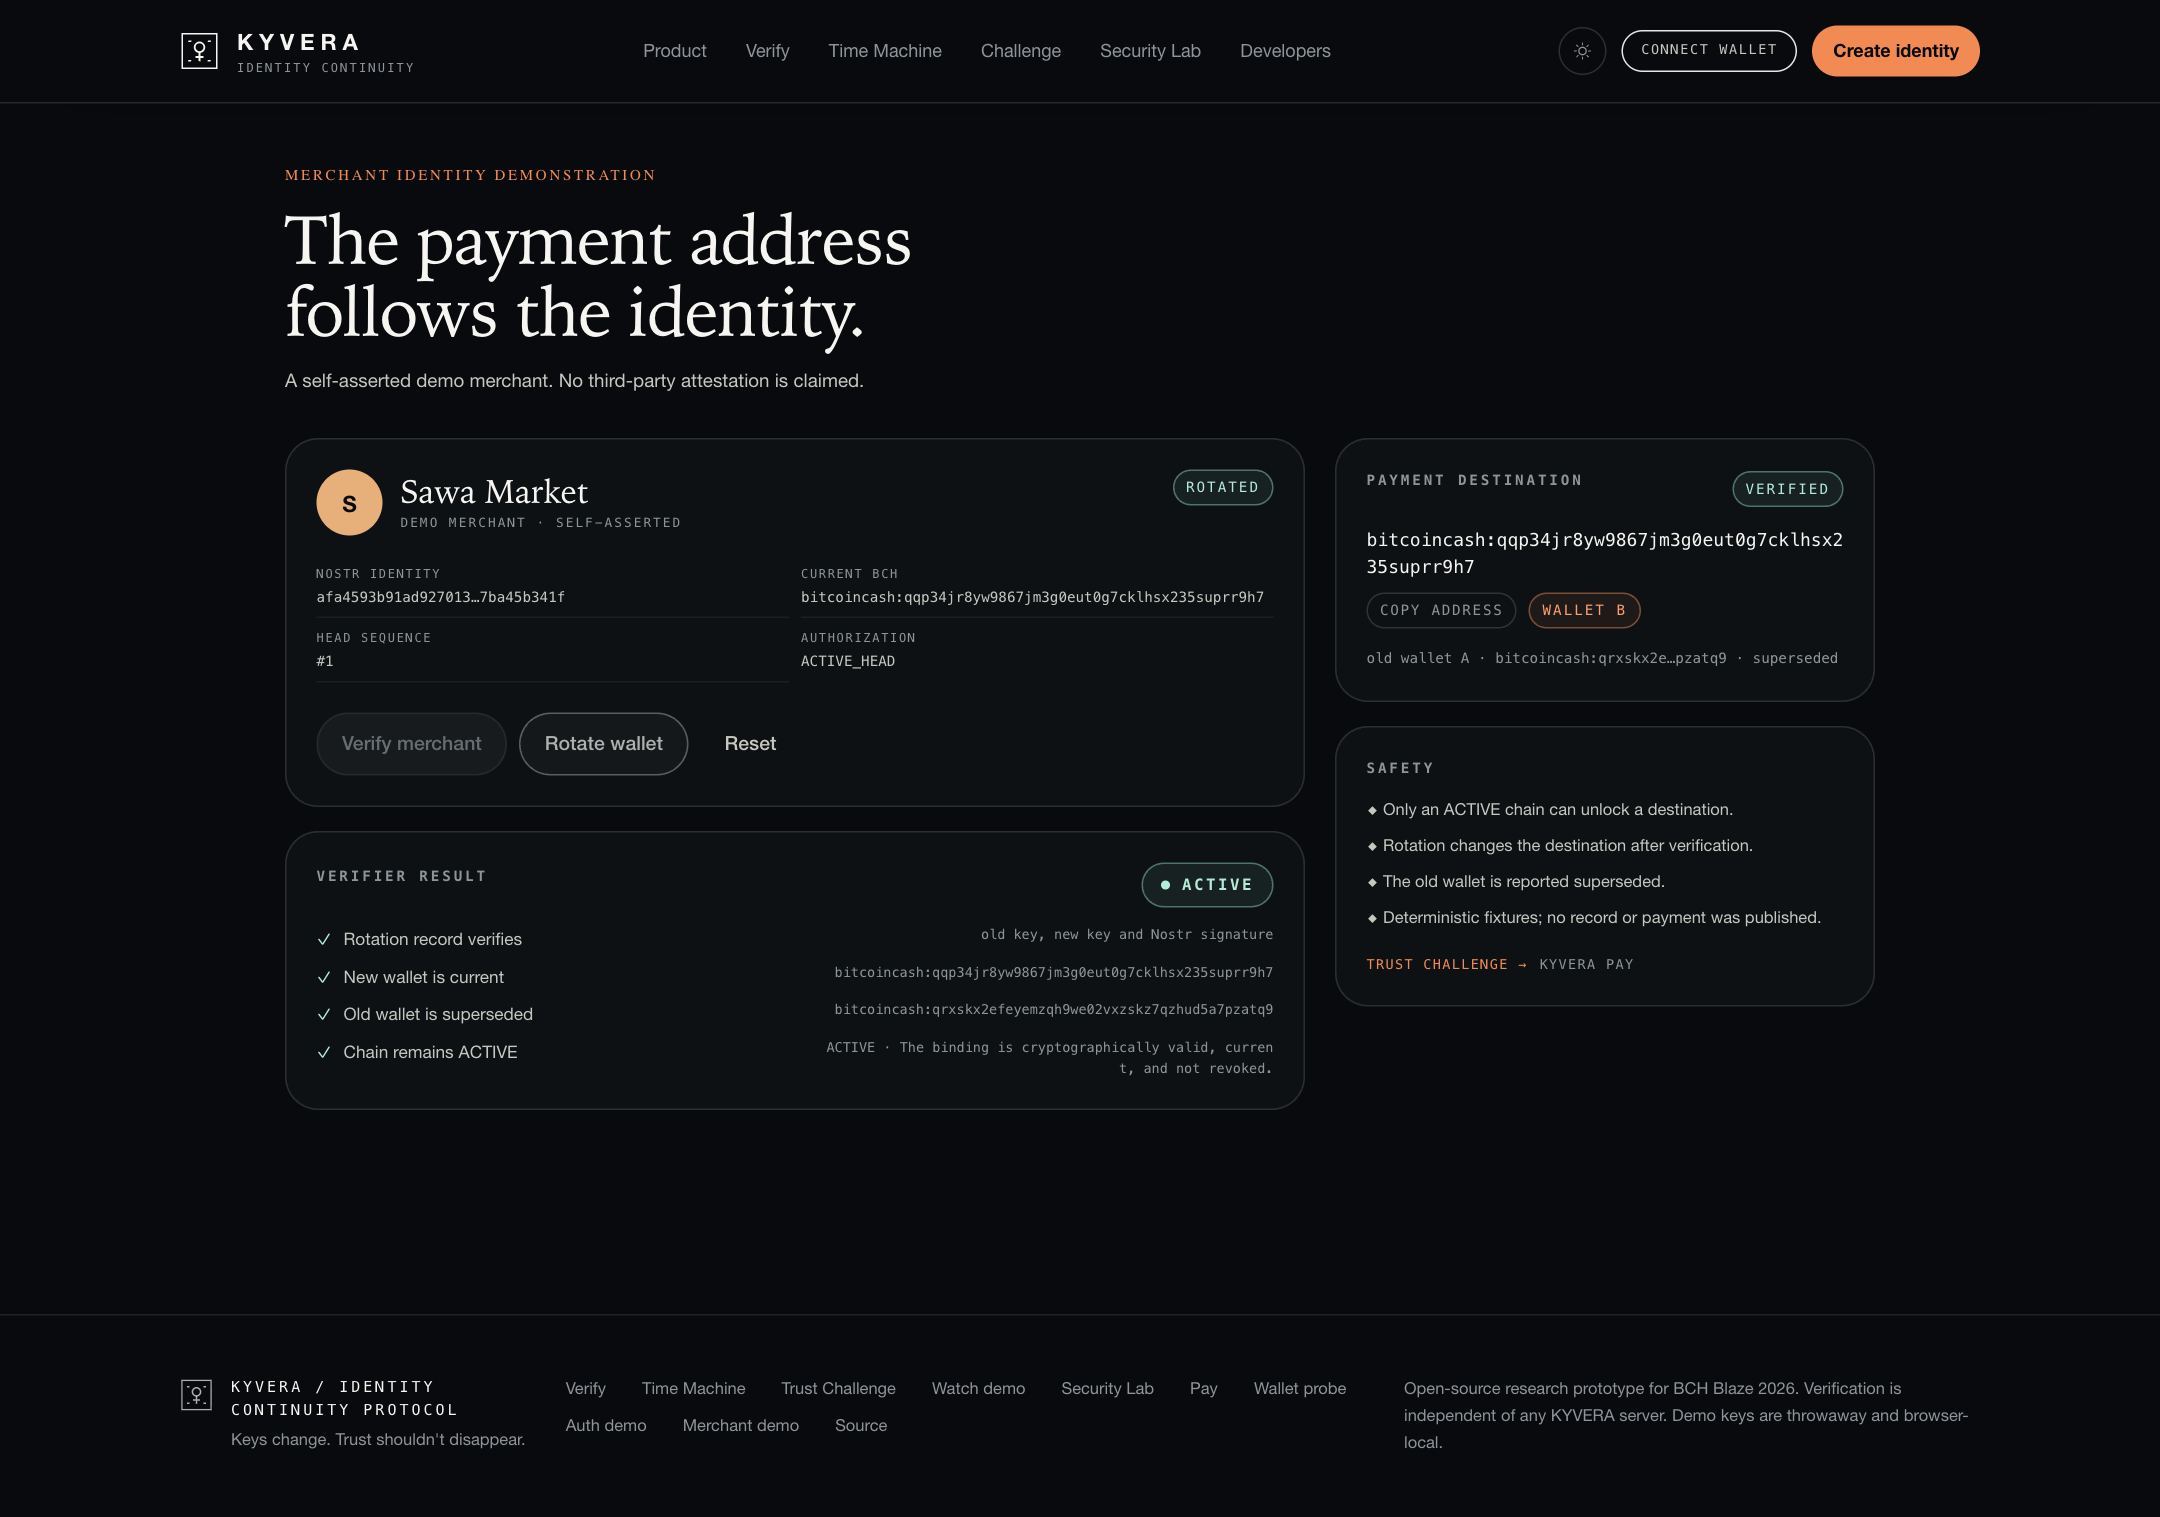 KYVERA
IDENTITY CONTINUITY
Product Verify Time Machine Challenge Security Lab Developers
CONNECT WALLET
Create identity
MERCHANT IDENTITY DEMONSTRATION
The payment address
follows the identity.
A self-asserted demo merchant. No third-party attestation is claimed.
S
Sawa Market
DEMO MERCHANT · SELF-ASSERTED
ROTATED
NOSTR IDENTITY
afa4593b91ad927013…7ba45b341f
CURRENT BCH
bitcoincash:qqp34jr8yw9867jm3g0eut0g7cklhsx235suprr9h7
HEAD SEQUENCE
#1
AUTHORIZATION
ACTIVE_HEAD
Verify merchant
Rotate wallet
Reset
VERIFIER RESULT
ACTIVE
✓ Rotation record verifies old key, new key and Nostr signature
✓ New wallet is current bitcoincash:qqp34jr8yw9867jm3g0eut0g7cklhsx235suprr9h7
✓ Old wallet is superseded bitcoincash:qrxskx2efeyemzqh9we02vxzskz7qzhud5a7pzatq9
✓ Chain remains ACTIVE ACTIVE · The binding is cryptographically valid, curren
t, and not revoked.
PAYMENT DESTINATION
VERIFIED
bitcoincash:qqp34jr8yw9867jm3g0eut0g7cklhsx2
35suprr9h7
COPY ADDRESS
WALLET B
old wallet A · bitcoincash:qrxskx2e…pzatq9 · superseded
SAFETY
◆ Only an ACTIVE chain can unlock a destination.
◆ Rotation changes the destination after verification.
◆ The old wallet is reported superseded.
◆ Deterministic fixtures; no record or payment was published.
TRUST CHALLENGE → KYVERA PAY
KYVERA / IDENTITY
CONTINUITY PROTOCOL
Keys change. Trust shouldn't disappear.
Verify Time Machine Trust Challenge Watch demo Security Lab Pay Wallet probe
Auth demo Merchant demo Source
Open-source research prototype for BCH Blaze 2026. Verification is
independent of any KYVERA server. Demo keys are throwaway and browser-
local.